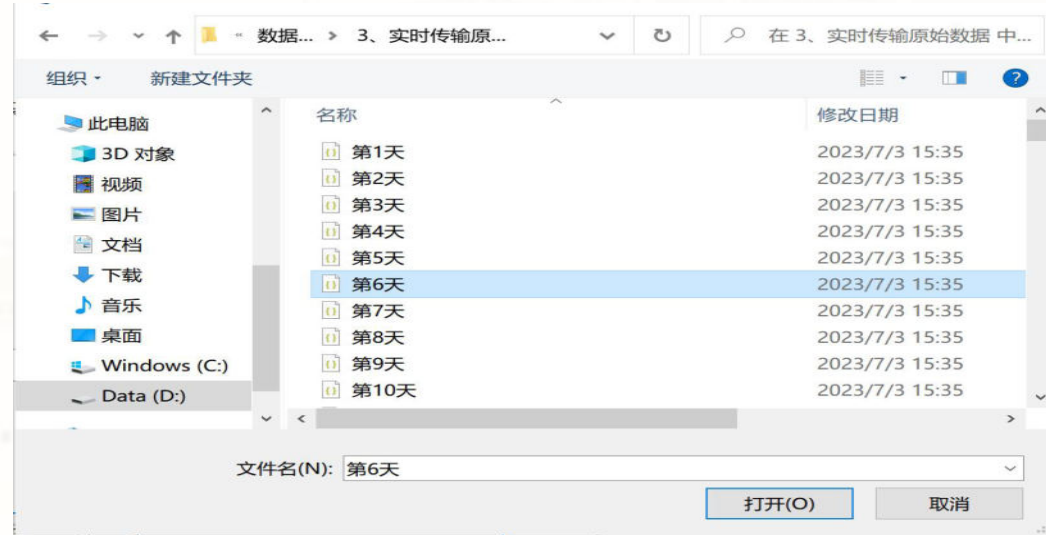 数据... > 3、实时传输原...
在 3、实时传输原始数据 中...
组织
新建文件夹
此电脑
3D 对象
视频
图片
文档
下载
音乐
桌面
Windows (C:)
Data (D:)
名称 修改日期
第1天 2023/7/3 15:35
第2天 2023/7/3 15:35
第3天 2023/7/3 15:35
第4天 2023/7/3 15:35
第5天 2023/7/3 15:35
第6天 2023/7/3 15:35
第7天 2023/7/3 15:35
第8天 2023/7/3 15:35
第9天 2023/7/3 15:35
第10天 2023/7/3 15:35
文件名(N): 第6天
打开(O) 取消